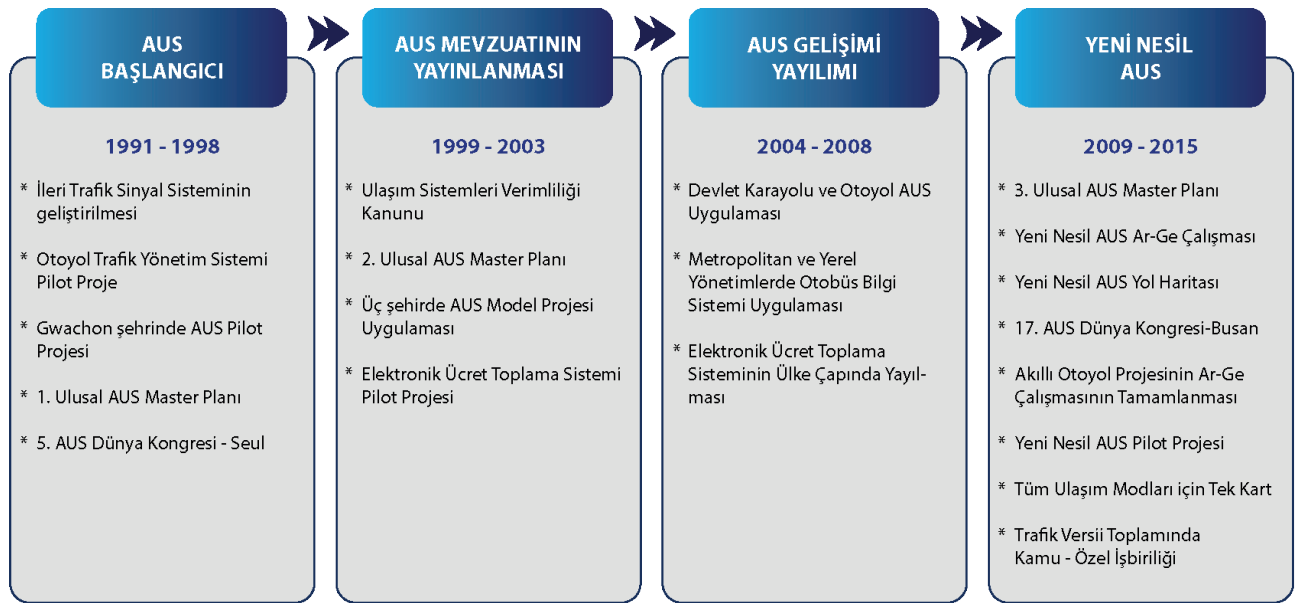 AUS
BAŞLANGICI
1991 - 1998
* İleri Trafik Sinyal Sisteminin
geliştirilmesi
* Otoyol Trafik Yönetim Sistemi
Pilot Proje
* Gwachon şehrinde AUS Pilot
Projesi
* 1. Ulusal AUS Master Planı
* 5. AUS Dünya Kongresi - Seul
AUS MEVZUATININ
YAYINLANMASI
1999 - 2003
* Ulaşım Sistemleri Verimliliği
Kanunu
* 2. Ulusal AUS Master Planı
* Üç şehirde AUS Model Projesi
Uygulaması
* Elektronik Ücret Toplama Sistemi
Pilot Projesi
AUS GELİŞİMİ
YAYILIMI
2004 - 2008
* Devlet Karayolu ve Otoyol AUS
Uygulaması
* Metropolitan ve Yerel
Yönetimlerde Otobüs Bilgi
Sistemi Uygulaması
* Elektronik Ücret Toplama
Sisteminin Ülke Çapında Yayıl-
ması
YENİ NESİL
AUS
2009 - 2015
* 3. Ulusal AUS Master Planı
* Yeni Nesil AUS Ar-Ge Çalışması
* Yeni Nesil AUS Yol Haritası
* 17. AUS Dünya Kongresi-Busan
* Akıllı Otoyol Projesinin Ar-Ge
Çalışmasının Tamamlanması
* Yeni Nesil AUS Pilot Projesi
* Tüm Ulaşım Modları için Tek Kart
* Trafik Versii Toplamında
Kamu - Özel İşbiriliği